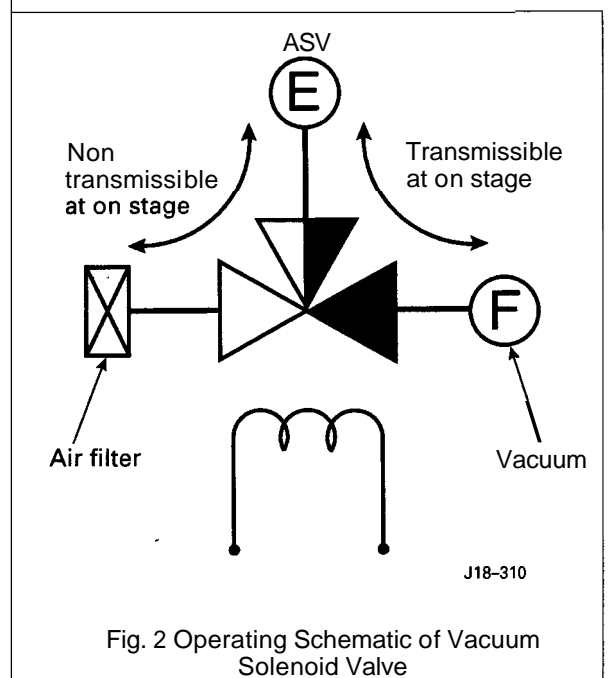 ASV
E
Non
transmissible
at on stage
Transmissible
at on stage
F
Air filter
Vacuum
J18–310
Fig. 2 Operating Schematic of Vacuum
Solenoid Valve